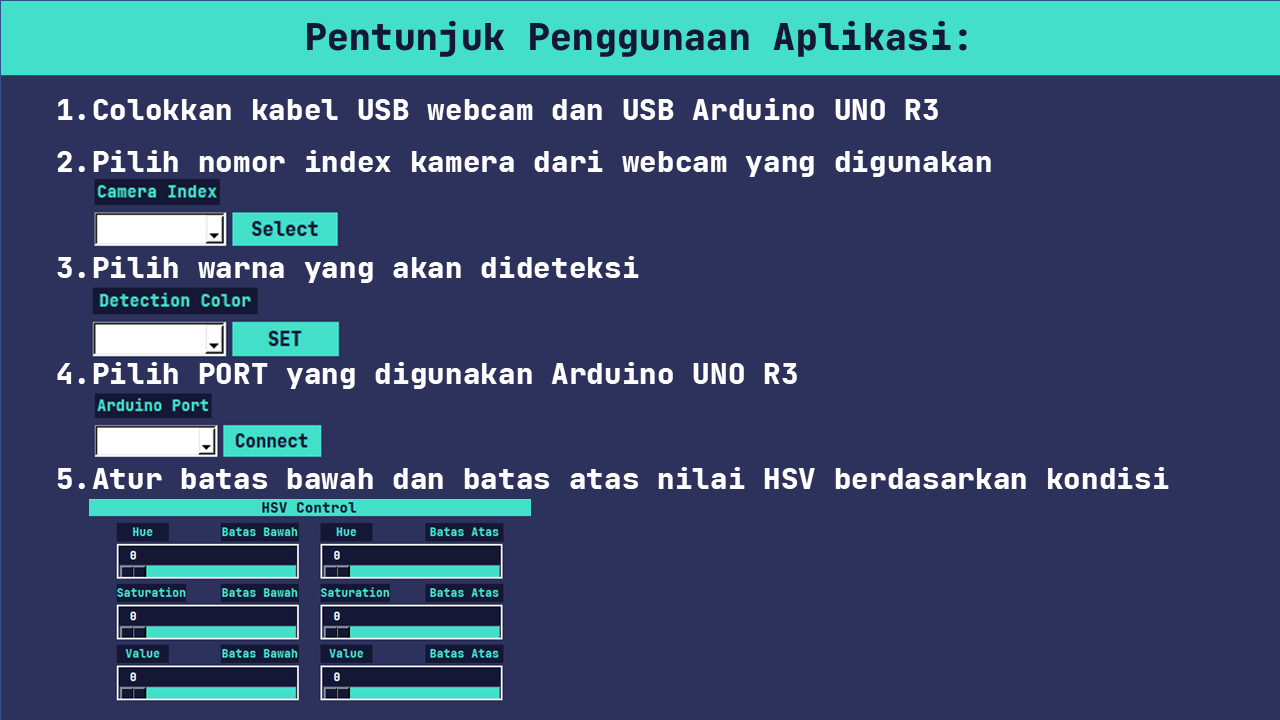 Pentunjuk Penggunaan Aplikasi:
1.Colokkan kabel USB webcam dan USB Arduino UNO R3
2.Pilih nomor index kamera dari webcam yang digunakan
Camera Index
Select
3.Pilih warna yang akan dideteksi
Detection Color
SET
4.Pilih PORT yang digunakan Arduino UNO R3
Arduino Port
Connect
5.Atur batas bawah dan batas atas nilai HSV berdasarkan kondisi
HSV Control
Hue Batas Bawah Hue Batas Atas
0 0
Saturation Batas Bawah Saturation Batas Atas
0 0
Value Batas Bawah Value Batas Atas
0 0